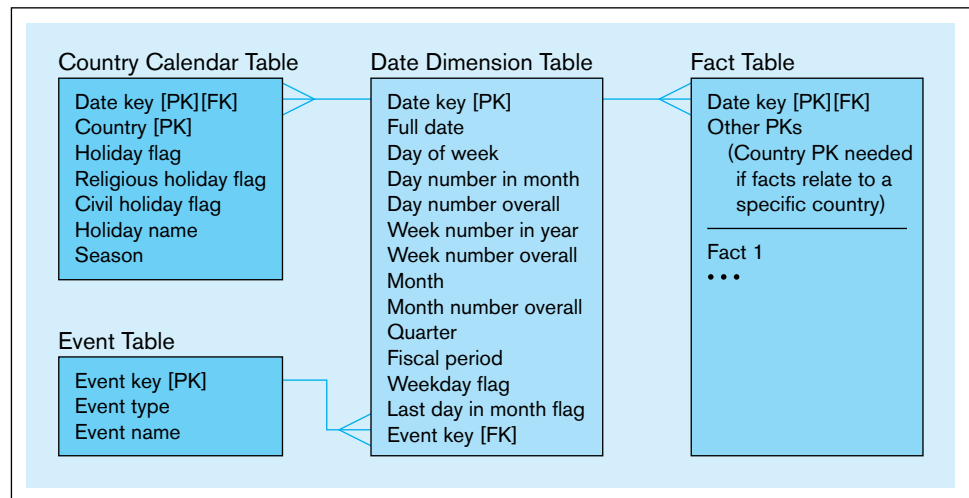 Country Calendar Table
Date key [PK][FK]
Country [PK]
Holiday flag
Religious holiday flag
Civil holiday flag
Holiday name
Season
Event Table
Event key [PK]
Event type
Event name
Date Dimension Table
Date key [PK]
Full date
Day of week
Day number in month
Day number overall
Week number in year
Week number overall
Month
Month number overall
Quarter
Fiscal period
Weekday flag
Last day in month flag
Event key [FK]
Fact Table
Date key [PK][FK]
Other PKs
(Country PK needed
if facts relate to a
specific country)
Fact 1
• • •